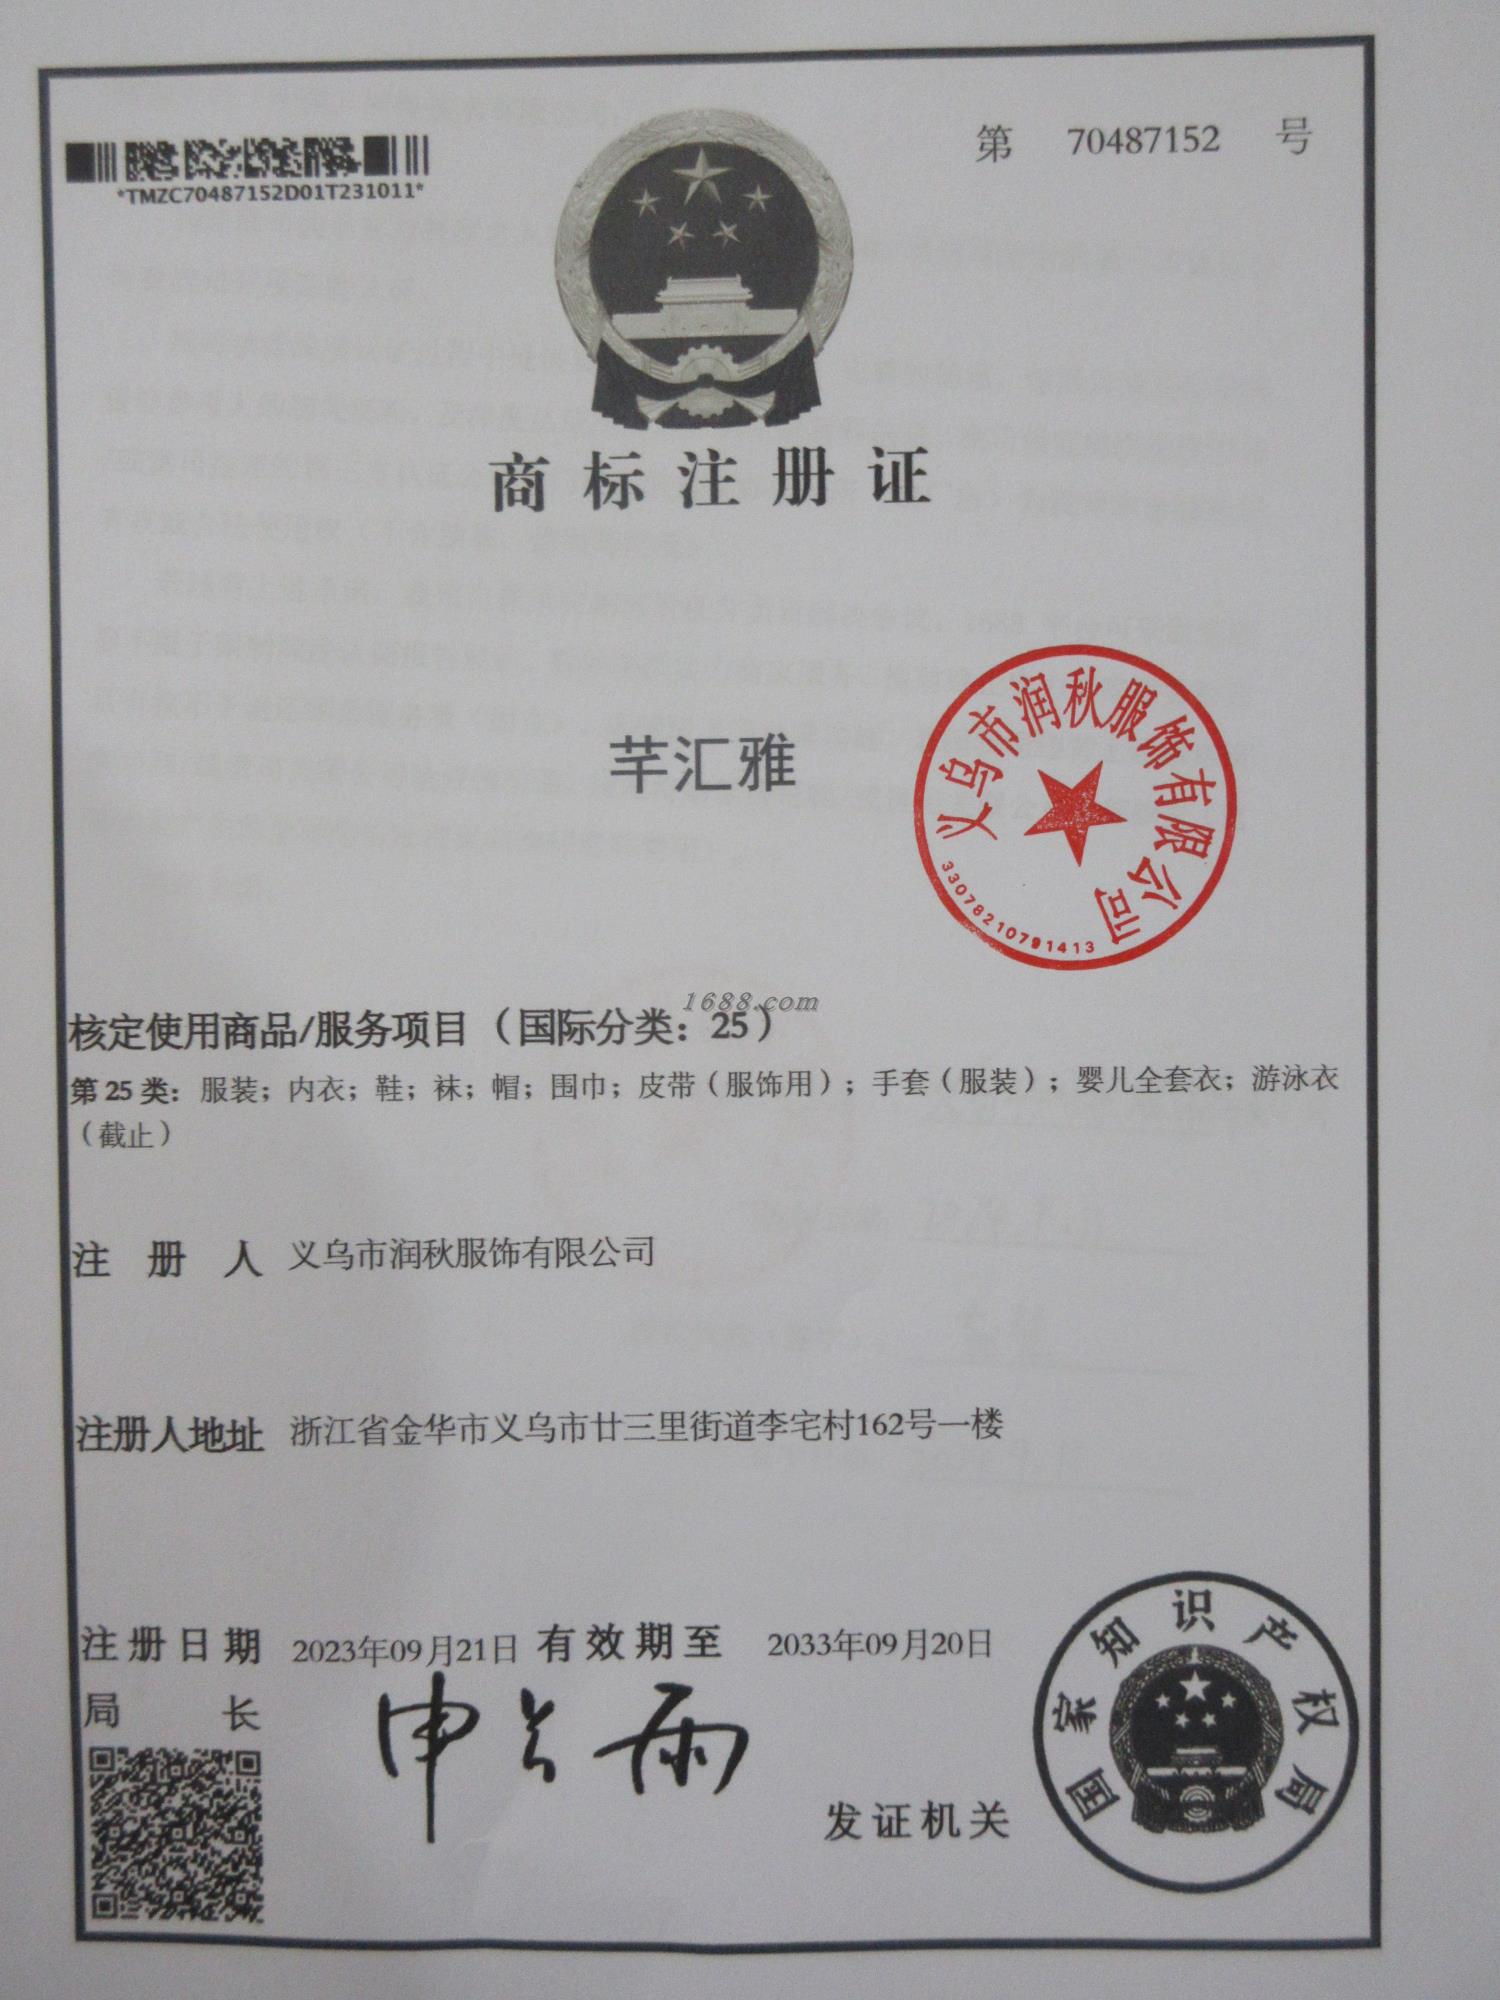 第 70487152 号
*TMZC70487152D01T231011*
商标注册证
芊汇雅
义乌市润秋服饰有限公司
33078210791413
1688.com
核定使用商品/服务项目（国际分类：25）
第25类：服装；内衣；鞋；袜；帽；围巾；皮带（服饰用）；手套（服装）；婴儿全套衣；游泳衣
（截止）
注册人 义乌市润秋服饰有限公司
注册人地址 浙江省金华市义乌市廿三里街道李宅村162号一楼
注册日期 2023年09月21日 有效期至 2033年09月20日
局长 申长雨
发证机关
国家知识产权局